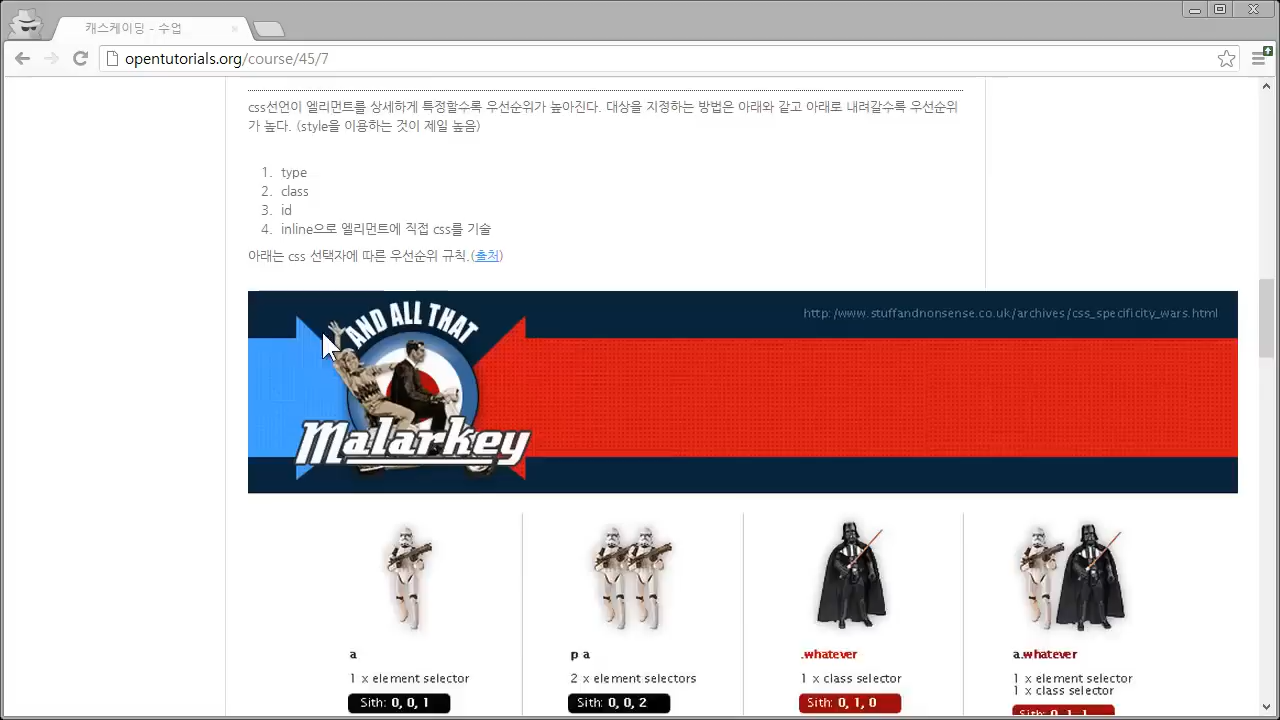 캐스케이딩 - 수업
opentutorials.org/course/45/7
css선언이 엘리먼트를 상세하게 특정할수록 우선순위가 높아진다. 대상을 지정하는 방법은 아래와 같고 아래로 내려갈수록 우선순위
가 높다. (style을 이용하는 것이 제일 높음)
1. type
2. class
3. id
4. inline으로 엘리먼트에 직접 css를 기술
아래는 css 선택자에 따른 우선순위 규칙.(출처)
http:/www.stuffandnonsense.co.uk/archives/css_specificity_wars.html
AND ALL THAT
Malarkey
a
p a
.whatever
a.whatever
1 x element selector
2 x element selectors
1 x class selector
1 x element selector
1 x class selector
Sith: 0, 0, 1
Sith: 0, 0, 2
Sith: 0, 1, 0
Sith: 0, 1, 1